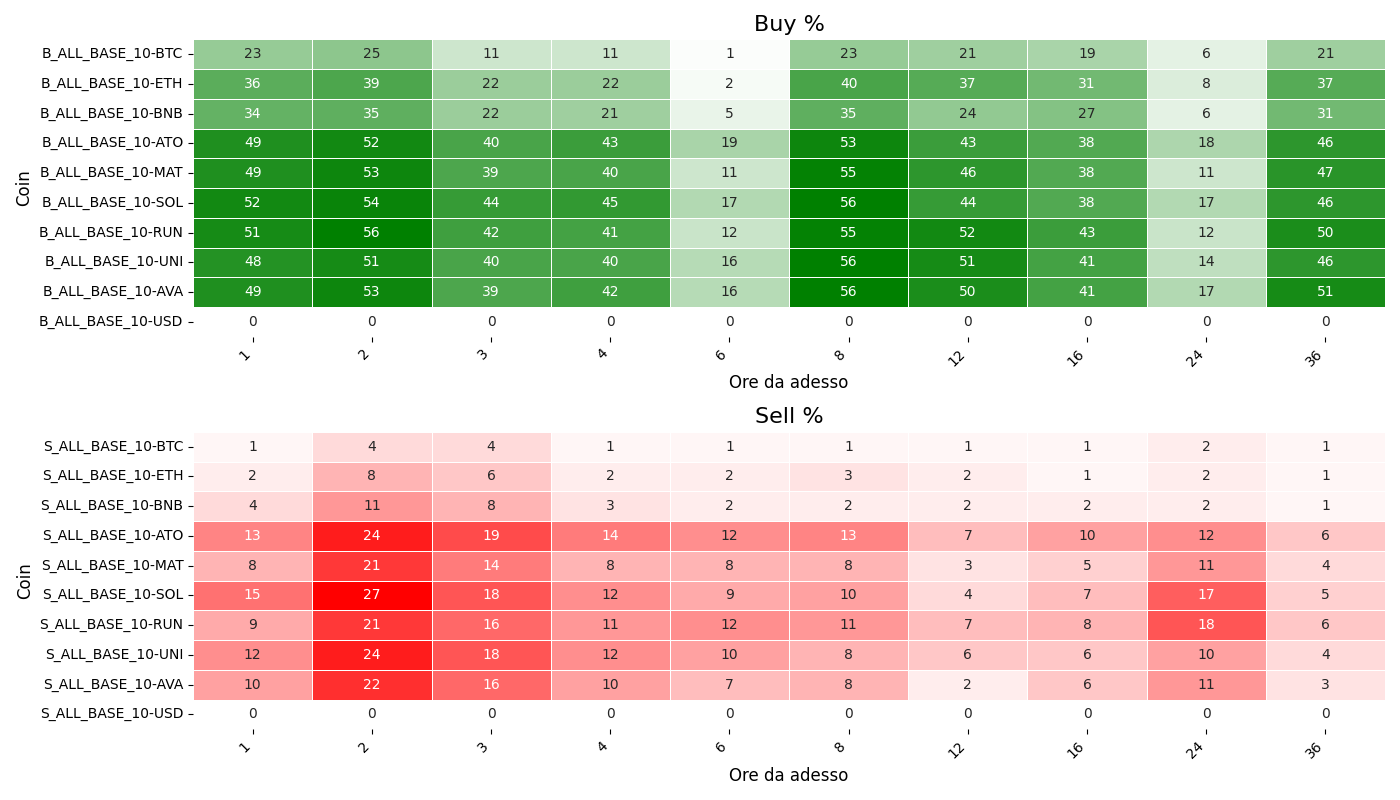 Buy %
B_ALL_BASE_10-BTC 23 25 11 11 1 23 21 19 6 21
B_ALL_BASE_10-ETH 36 39 22 22 2 40 37 31 8 37
B_ALL_BASE_10-BNB 34 35 22 21 5 35 24 27 6 31
B_ALL_BASE_10-ATO 49 52 40 43 19 53 43 38 18 46
B_ALL_BASE_10-MAT 49 53 39 40 11 55 46 38 11 47
B_ALL_BASE_10-SOL 52 54 44 45 17 56 44 38 17 46
B_ALL_BASE_10-RUN 51 56 42 41 12 55 52 43 12 50
B_ALL_BASE_10-UNI 48 51 40 40 16 56 51 41 14 46
B_ALL_BASE_10-AVA 49 53 39 42 16 56 50 41 17 51
B_ALL_BASE_10-USD 0 0 0 0 0 0 0 0 0 0
Coin
1 2 3 4 6 8 12 16 24 36
Ore da adesso
Sell %
S_ALL_BASE_10-BTC 1 4 4 1 1 1 1 1 2 1
S_ALL_BASE_10-ETH 2 8 6 2 2 3 2 1 2 1
S_ALL_BASE_10-BNB 4 11 8 3 2 2 2 2 2 1
S_ALL_BASE_10-ATO 13 24 19 14 12 13 7 10 12 6
S_ALL_BASE_10-MAT 8 21 14 8 8 8 3 5 11 4
S_ALL_BASE_10-SOL 15 27 18 12 9 10 4 7 17 5
S_ALL_BASE_10-RUN 9 21 16 11 12 11 7 8 18 6
S_ALL_BASE_10-UNI 12 24 18 12 10 8 6 6 10 4
S_ALL_BASE_10-AVA 10 22 16 10 7 8 2 6 11 3
S_ALL_BASE_10-USD 0 0 0 0 0 0 0 0 0 0
Coin
1 2 3 4 6 8 12 16 24 36
Ore da adesso